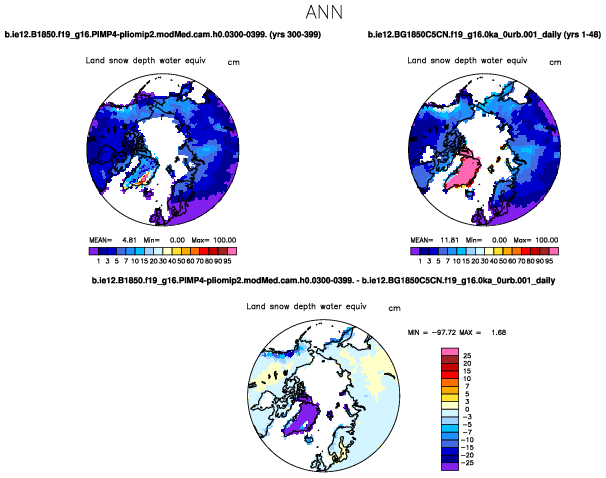 ANN
b.ie12.B1850.f19_g16.PIMP4-pliomip2.modMed.cam.h0.0300-0399. (yrs 300-399)
b.ie12.BG1850C5CN.f19_g16.0ka_0urb.001_daily (yrs 1-48)
Land snow depth water equiv cm
Land snow depth water equiv cm
MEAN= 4.81 Min= 0.00 Max= 100.00
MEAN= 11.81 Min= 0.00 Max= 100.00
1 3 5 7 10 15 20 30 40 50 60 70 80 90 95
1 3 5 7 10 15 20 30 40 50 60 70 80 90 95
b.ie12.B1850.f19_g16.PIMP4-pliomip2.modMed.cam.h0.0300-0399. - b.ie12.BG1850C5CN.f19_g16.0ka_0urb.001_daily
Land snow depth water equiv cm
MIN = -97.72 MAX = 1.68
25
20
15
10
7
5
3
0
-3
-5
-7
-10
-15
-20
-25